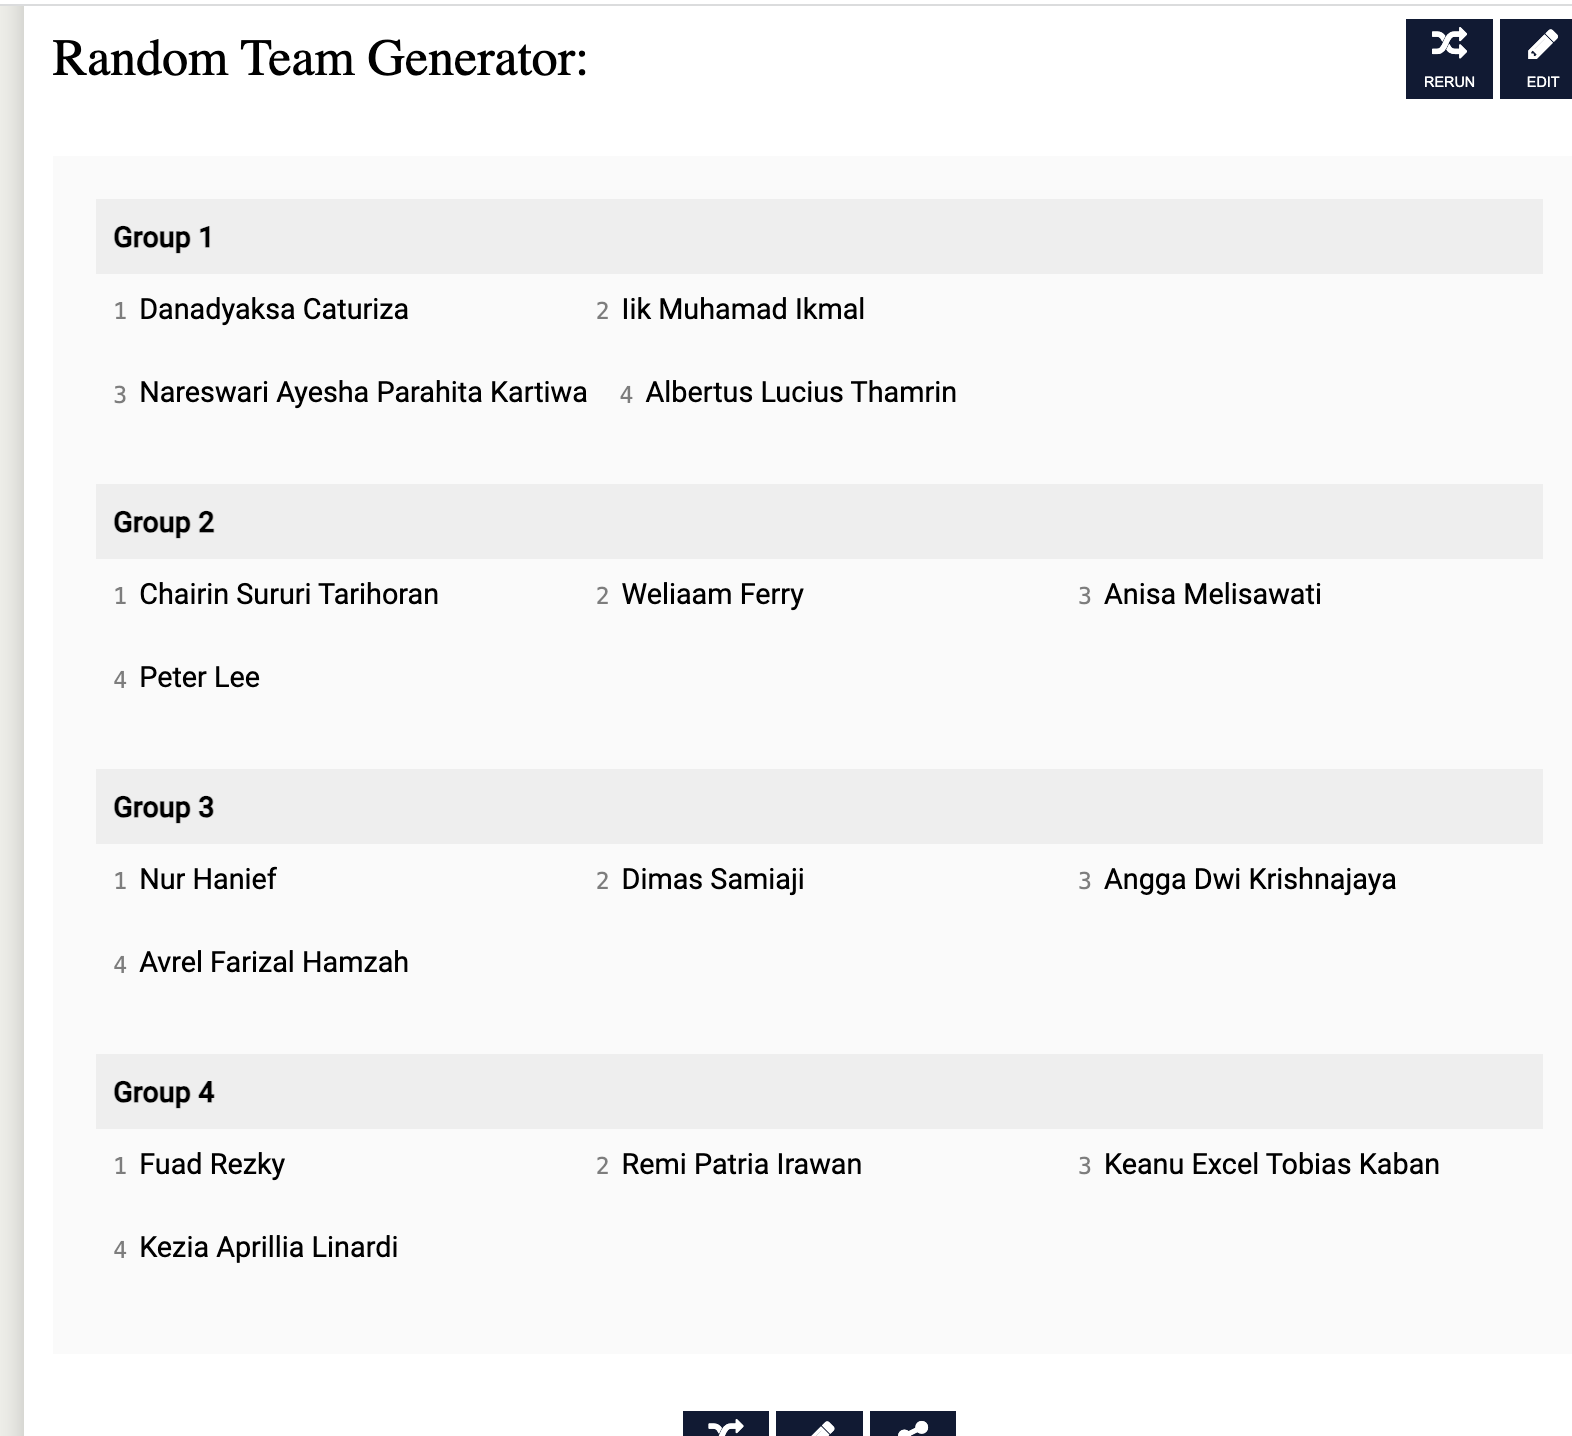 Random Team Generator:
RERUN
EDIT
Group 1
1 Danadyaksa Caturiza 2 Iik Muhamad Ikmal
3 Nareswari Ayesha Parahita Kartiwa 4 Albertus Lucius Thamrin
Group 2
1 Chairin Sururi Tarihoran 2 Weliaam Ferry 3 Anisa Melisawati
4 Peter Lee
Group 3
1 Nur Hanief 2 Dimas Samiaji 3 Angga Dwi Krishnajaya
4 Avrel Farizal Hamzah
Group 4
1 Fuad Rezky 2 Remi Patria Irawan 3 Keanu Excel Tobias Kaban
4 Kezia Aprillia Linardi